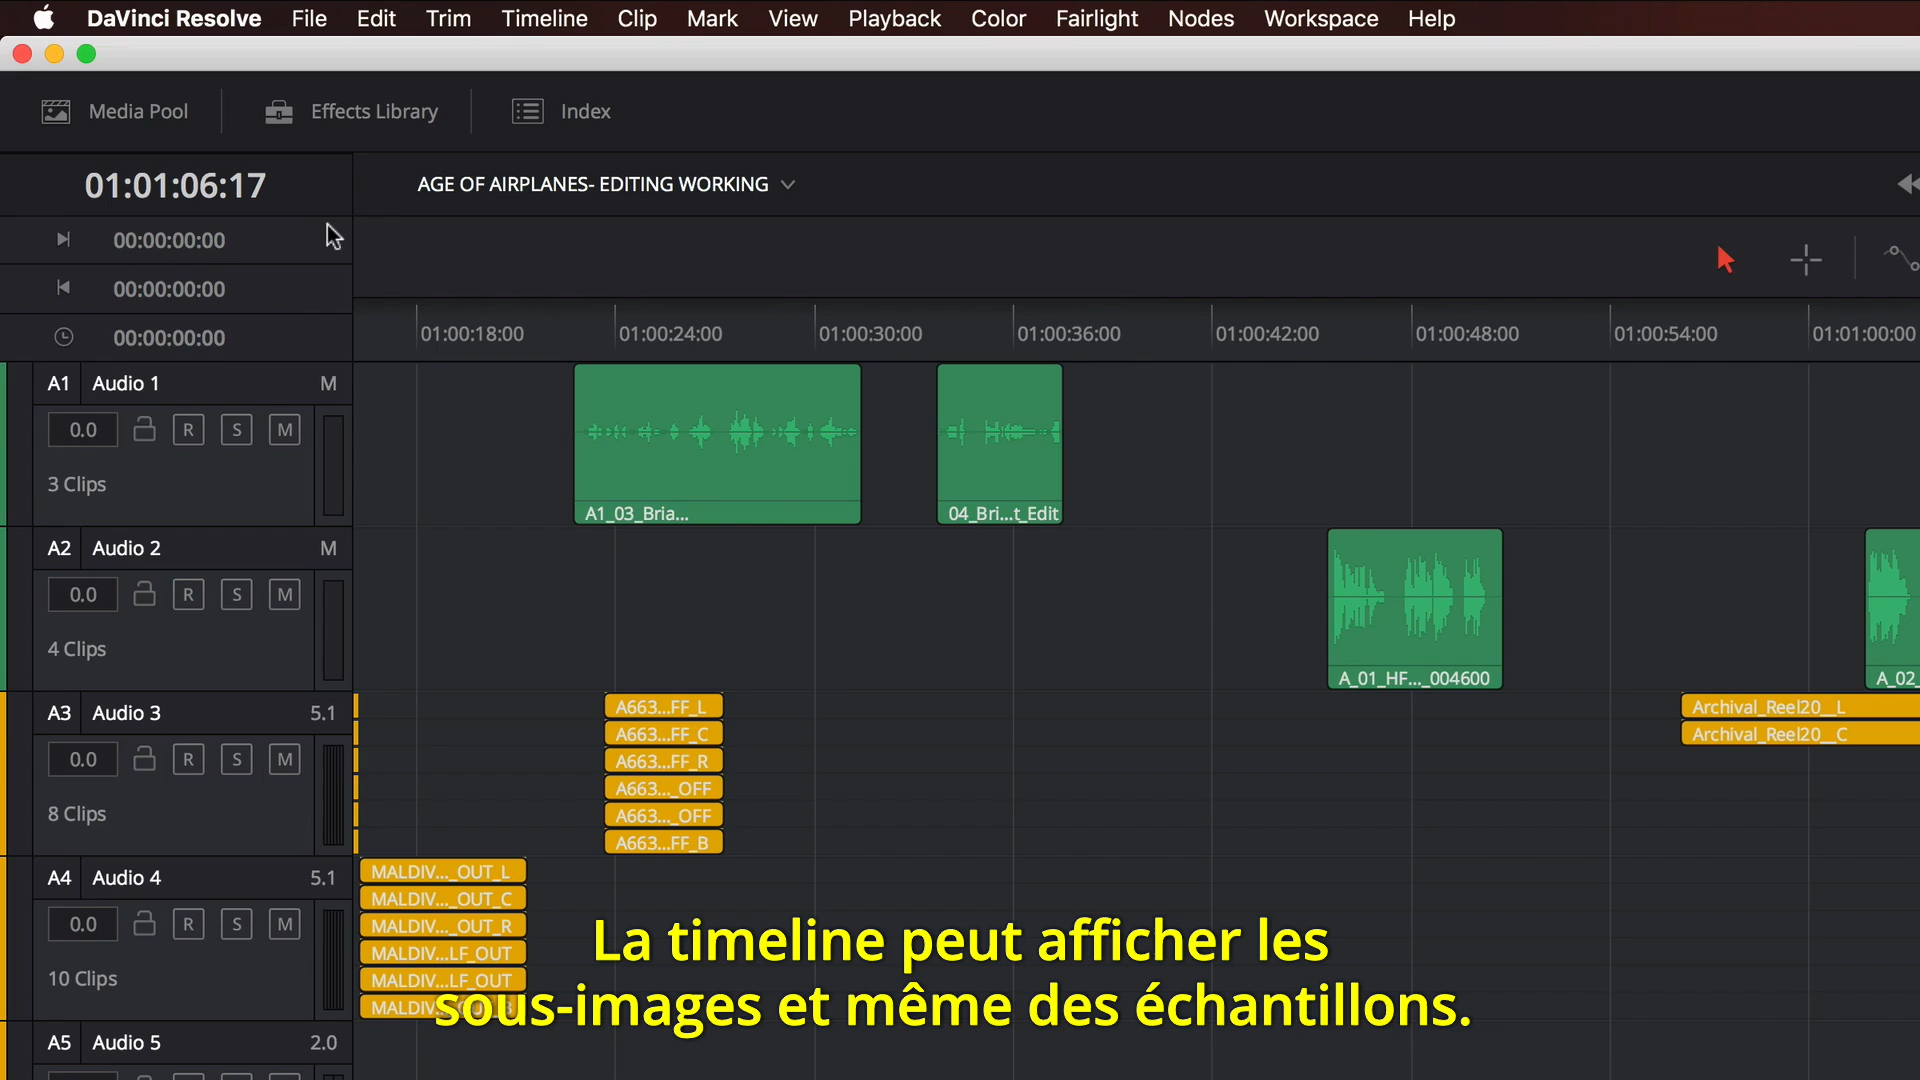 DaVinci Resolve File Edit Trim Timeline Clip Mark View Playback Color Fairlight Nodes Workspace Help
Media Pool Effects Library Index
01:01:06:17 AGE OF AIRPLANES- EDITING WORKING
00:00:00:00
00:00:00:00
00:00:00:00
01:00:18:00 01:00:24:00 01:00:30:00 01:00:36:00 01:00:42:00 01:00:48:00 01:00:54:00 01:01:00:00
A1 Audio 1 M
0.0 R S M
3 Clips
A1_03_Bria... 04_Bri...t_Edit
A2 Audio 2 M
0.0 R S M
4 Clips
A_01_HF..._004600 A_02_
A3 Audio 3 5.1
0.0 R S M
8 Clips
A663...FF_L
A663...FF_C
A663...FF_R
A663..._OFF
A663..._OFF
A663...FF_B
Archival_Reel20__L
Archival_Reel20__C
A4 Audio 4 5.1
0.0 R S M
10 Clips
MALDIV..._OUT_L
MALDIV..._OUT_C
MALDIV..._OUT_R
MALDIV...LF_OUT
MALDIV...LF_OUT
La timeline peut afficher les
sous-images et même des échantillons.
A5 Audio 5 2.0